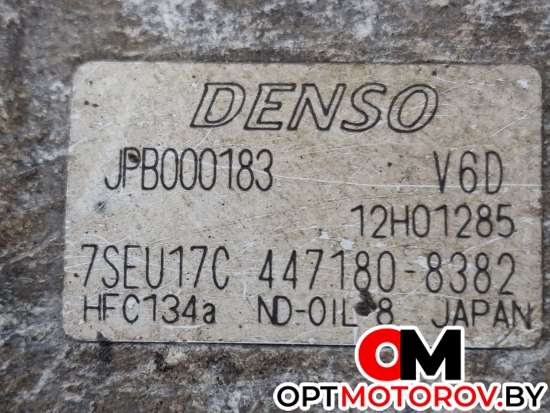 DENSO
JPB000183 V6D
12H01285
7SEU17C 447180-8382
HFC134a ND-OIL 8 JAPAN
OM
OPTMOTOROV.BY